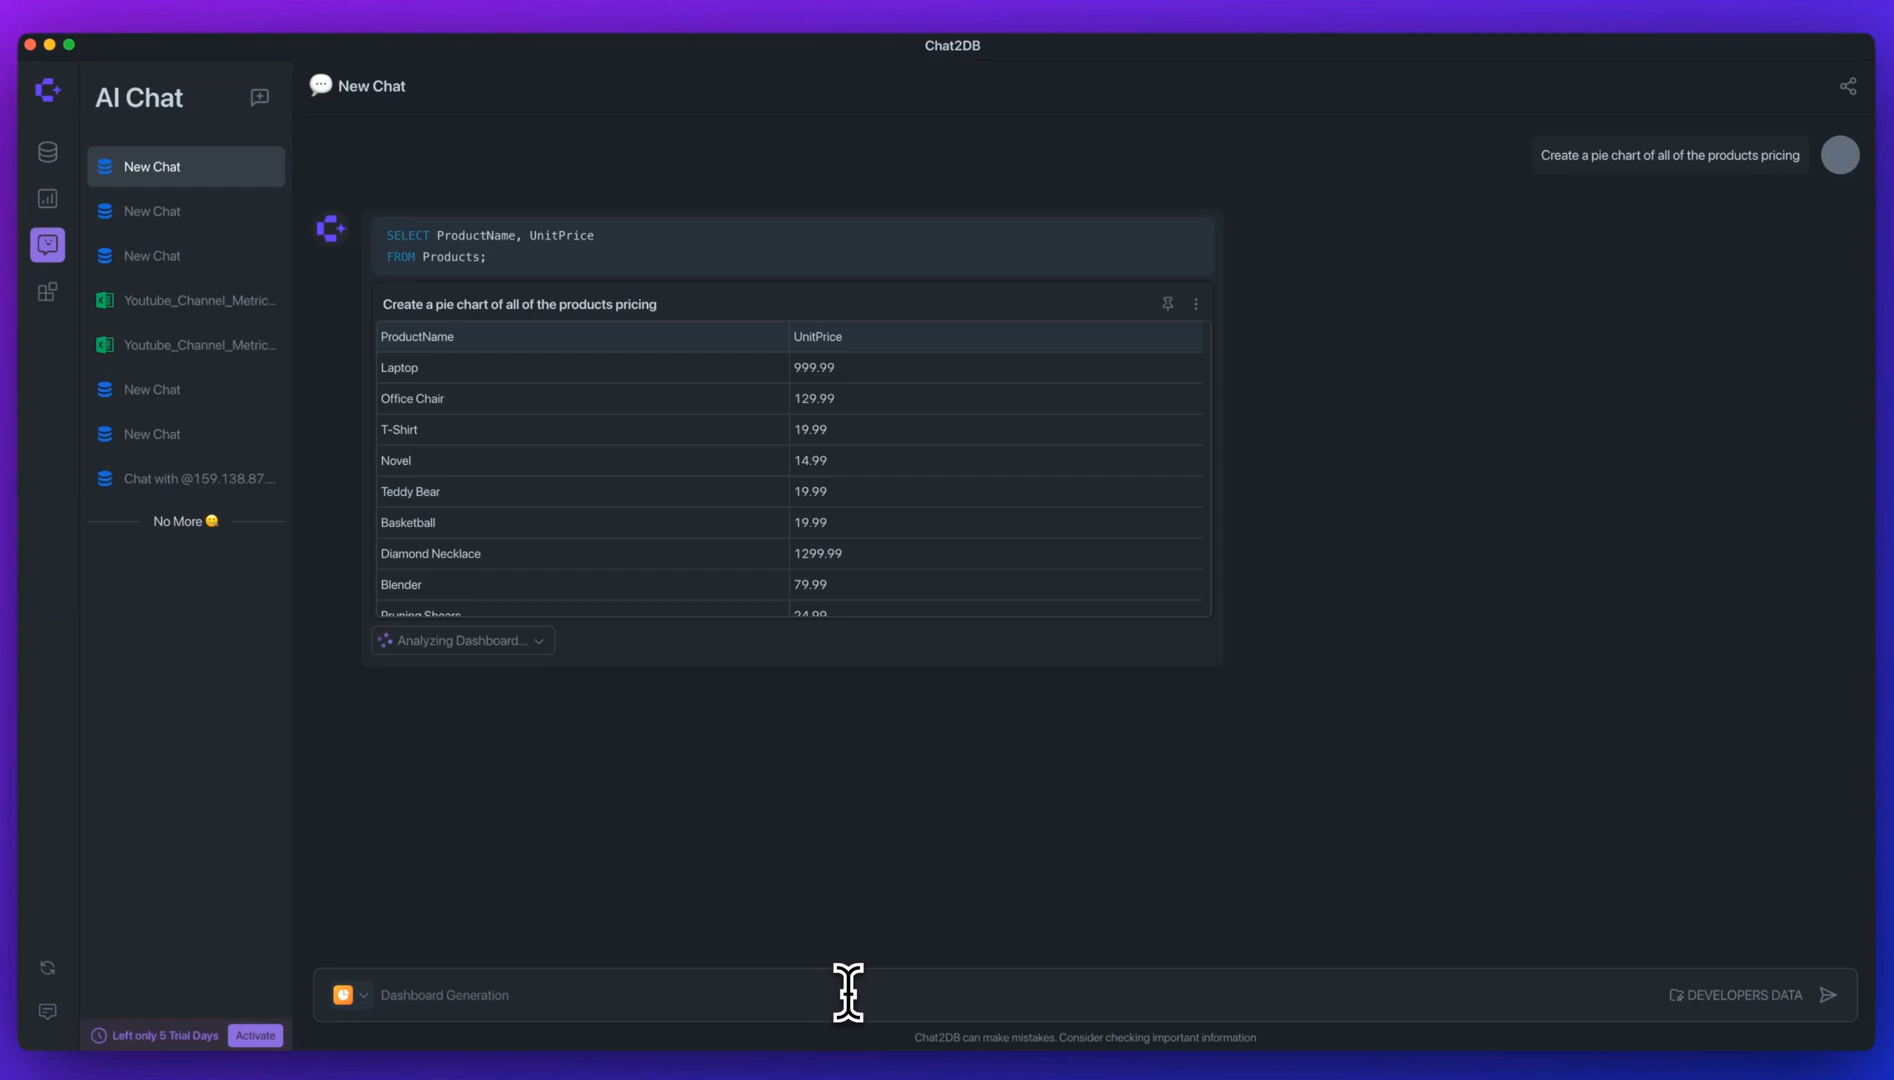 Chat2DB
AI Chat
New Chat
New Chat
New Chat
Youtube_Channel_Metric...
Youtube_Channel_Metric...
New Chat
New Chat
Chat with @159.138.87....
No More
Left only 5 Trial Days
Activate
New Chat
Create a pie chart of all of the products pricing
SELECT ProductName, UnitPrice
FROM Products;
Create a pie chart of all of the products pricing
ProductName UnitPrice
Laptop 999.99
Office Chair 129.99
T-Shirt 19.99
Novel 14.99
Teddy Bear 19.99
Basketball 19.99
Diamond Necklace 1299.99
Blender 79.99
Pruning Shears 24.99
Analyzing Dashboard...
Dashboard Generation
DEVELOPERS DATA
Chat2DB can make mistakes. Consider checking important information